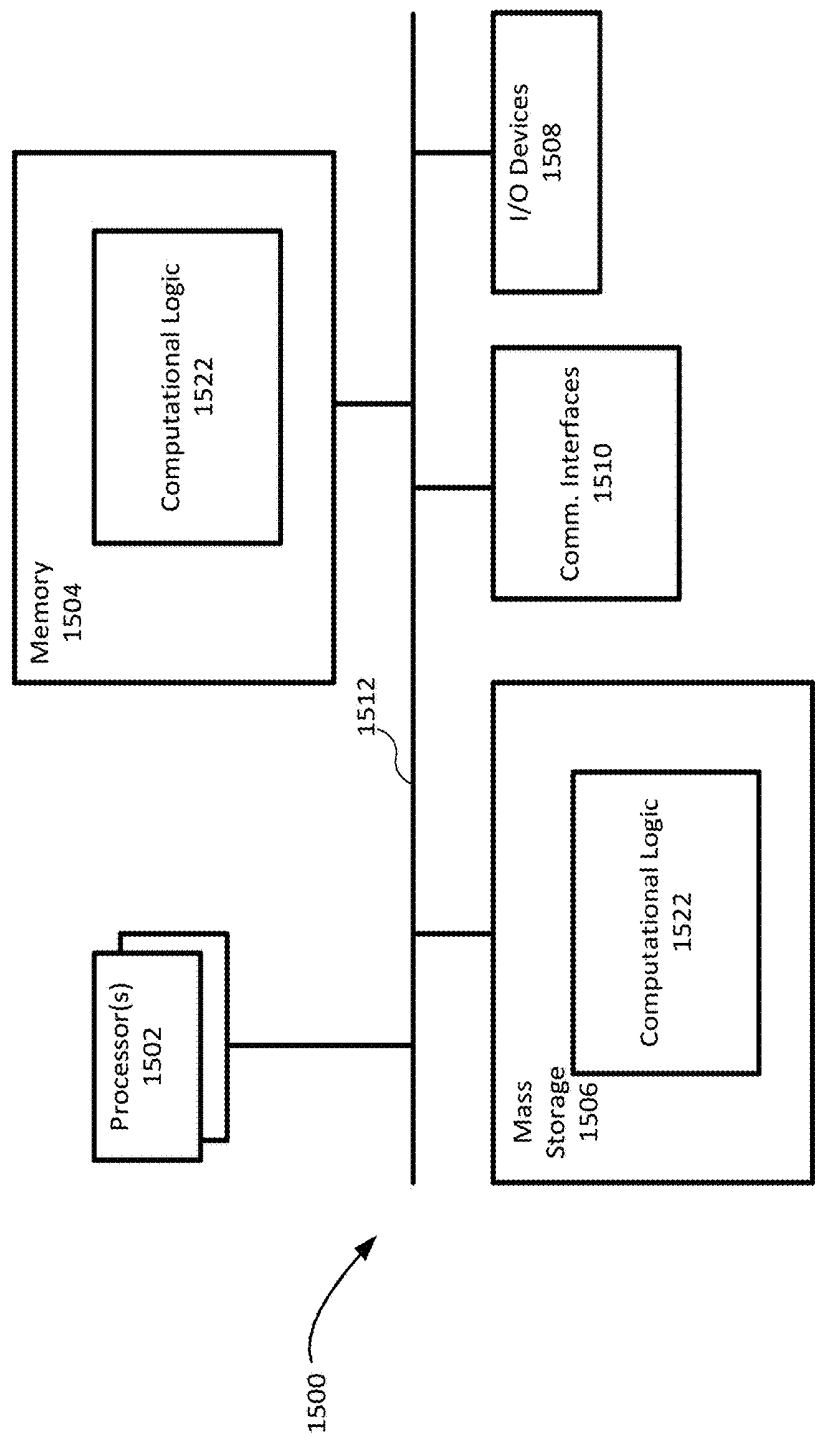 1500
Processor(s)
1502
Memory
1504
Computational Logic
1522
1512
Mass
Storage
1506
Computational Logic
1522
Comm. Interfaces
1510
I/O Devices
1508